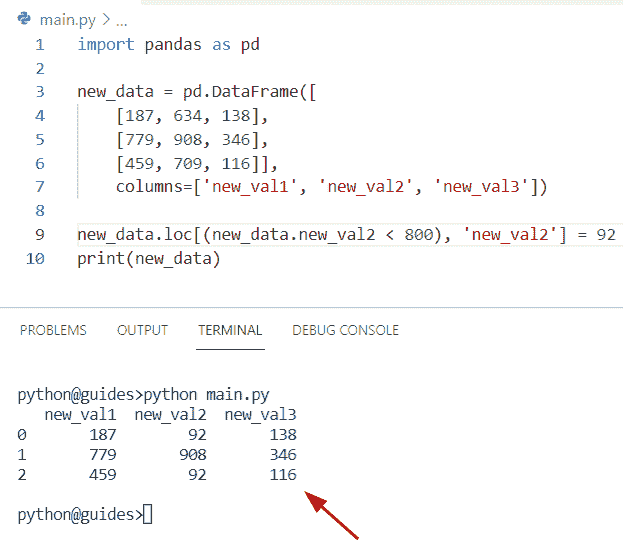 main.py > ...
1 import pandas as pd
2
3 new_data = pd.DataFrame([
4     [187, 634, 138],
5     [779, 908, 346],
6     [459, 709, 116]],
7     columns=['new_val1', 'new_val2', 'new_val3'])
8
9 new_data.loc[(new_data.new_val2 < 800), 'new_val2'] = 92
10 print(new_data)
PROBLEMS OUTPUT TERMINAL DEBUG CONSOLE
python@guides>python main.py
   new_val1  new_val2  new_val3
0       187        92       138
1       779       908       346
2       459        92       116
python@guides>